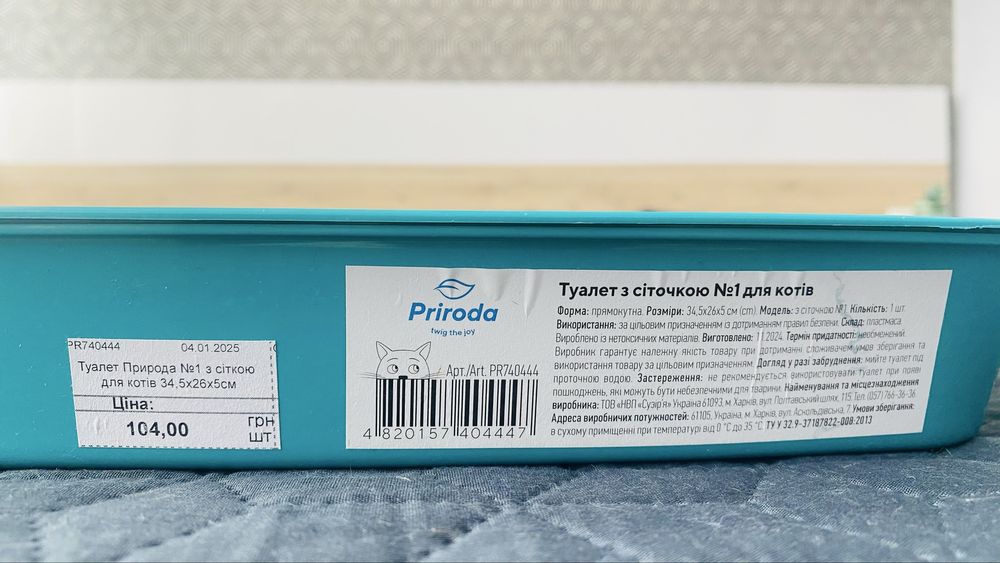 PR740444 04.01.2025
Туалет Природа №1 з сіткою
для котів 34,5х26х5см
Ціна:
104,00 грн
шт
Priroda
twig the joy
Арт./Art. PR740444
4 820157 404447
Туалет з сіточкою №1 для котів
Форма: прямокутна. Розміри: 34,5х26х5 см (cm). Модель: з сіточкою №1. Кількість: 1 шт.
Використання: за цільовим призначенням із дотриманням правил безпеки. Склад: пластмаса.
Вироблено із нетоксичних матеріалів. Виготовлено: 11.2024. Термін придатності: необмежений.
Виробник гарантує належну якість товару при дотриманні споживачем умов зберігання та
використання товару за цільовим призначенням. Догляд у разі забруднення: мийте туалет під
проточною водою. Застереження: не рекомендується використовувати туалет при появі
пошкоджень, які можуть бути небезпечними для тварини. Найменування та місцезнаходження
виробника: ТОВ «НВП «Сузір'я» Україна 61093, м. Харків, вул. Полтавський шлях, 115. Тел. (057) 766-36-36
Адреса виробничих потужностей: 61105, Україна, м. Харків, вул. Аскольдівська, 7. Умови зберігання:
в сухому приміщенні при температурі від 0 °С до 35 °С. ТУ У 32.9-37187822-008:2013